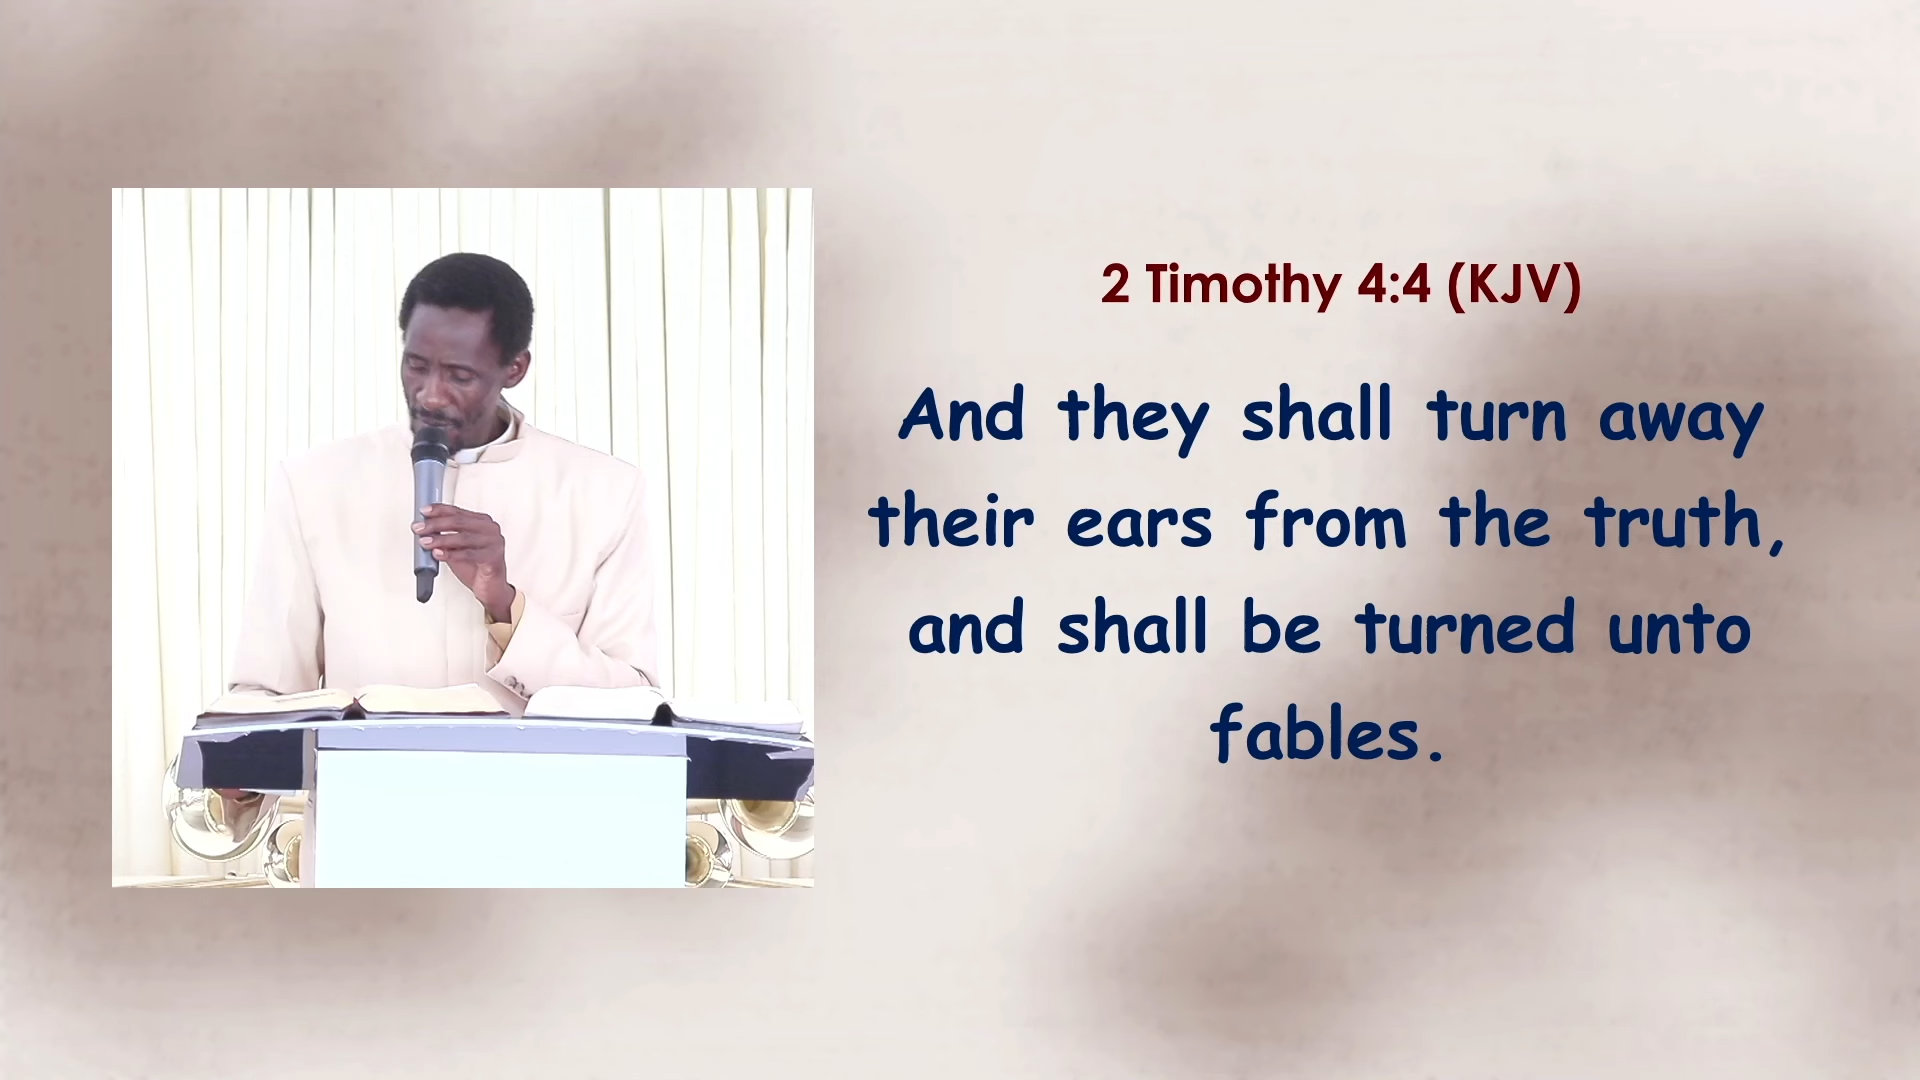 2 Timothy 4:4 (KJV)
And they shall turn away
their ears from the truth,
and shall be turned unto
fables.